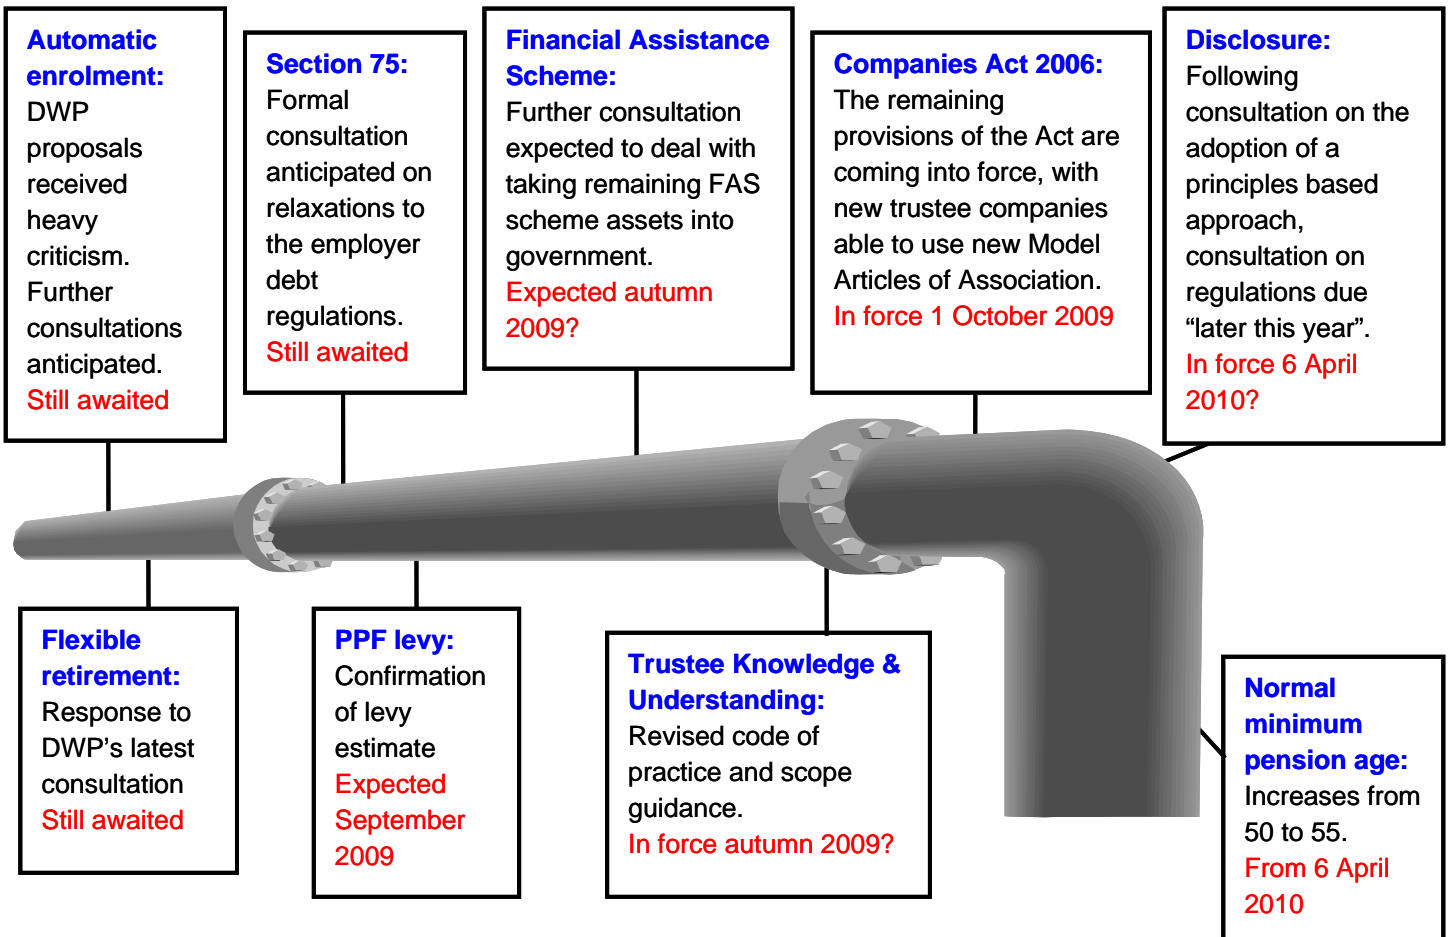 Automatic
enrolment:
DWP
proposals
received
heavy
criticism.
Further
consultations
anticipated.
Still awaited
Section 75:
Formal
consultation
anticipated on
relaxations to
the employer
debt
regulations.
Still awaited
Financial Assistance
Scheme:
Further consultation
expected to deal with
taking remaining FAS
scheme assets into
government.
Expected autumn
2009?
Companies Act 2006:
The remaining
provisions of the Act are
coming into force, with
new trustee companies
able to use new Model
Articles of Association.
In force 1 October 2009
Disclosure:
Following
consultation on the
adoption of a
principles based
approach,
consultation on
regulations due
“later this year”.
In force 6 April
2010?
Flexible
retirement:
Response to
DWP’s latest
consultation
Still awaited
PPF levy:
Confirmation
of levy
estimate
Expected
September
2009
Trustee Knowledge &
Understanding:
Revised code of
practice and scope
guidance.
In force autumn 2009?
Normal
minimum
pension age:
Increases from
50 to 55.
From 6 April
2010